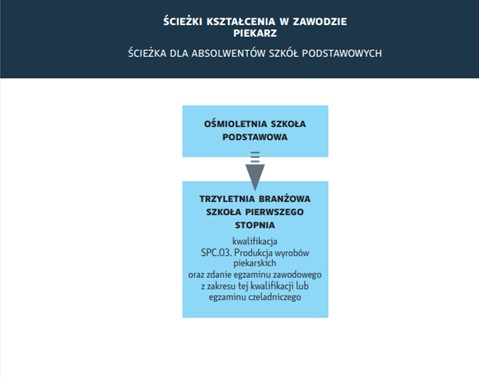 ŚCIEŻKI KSZTAŁCENIA W ZAWODZIE
PIEKARZ
ŚCIEŻKA DLA ABSOLWENTÓW SZKÓŁ PODSTAWOWYCH
OŚMIOLETNIA SZKOŁA
PODSTAWOWA
TRZYLETNIA BRANŻOWA
SZKOŁA PIERWSZEGO
STOPNIA
kwalifikacja
SPC.03. Produkcja wyrobów
piekarskich
oraz zdanie egzaminu zawodowego
z zakresu tej kwalifikacji lub
egzaminu czeladniczego